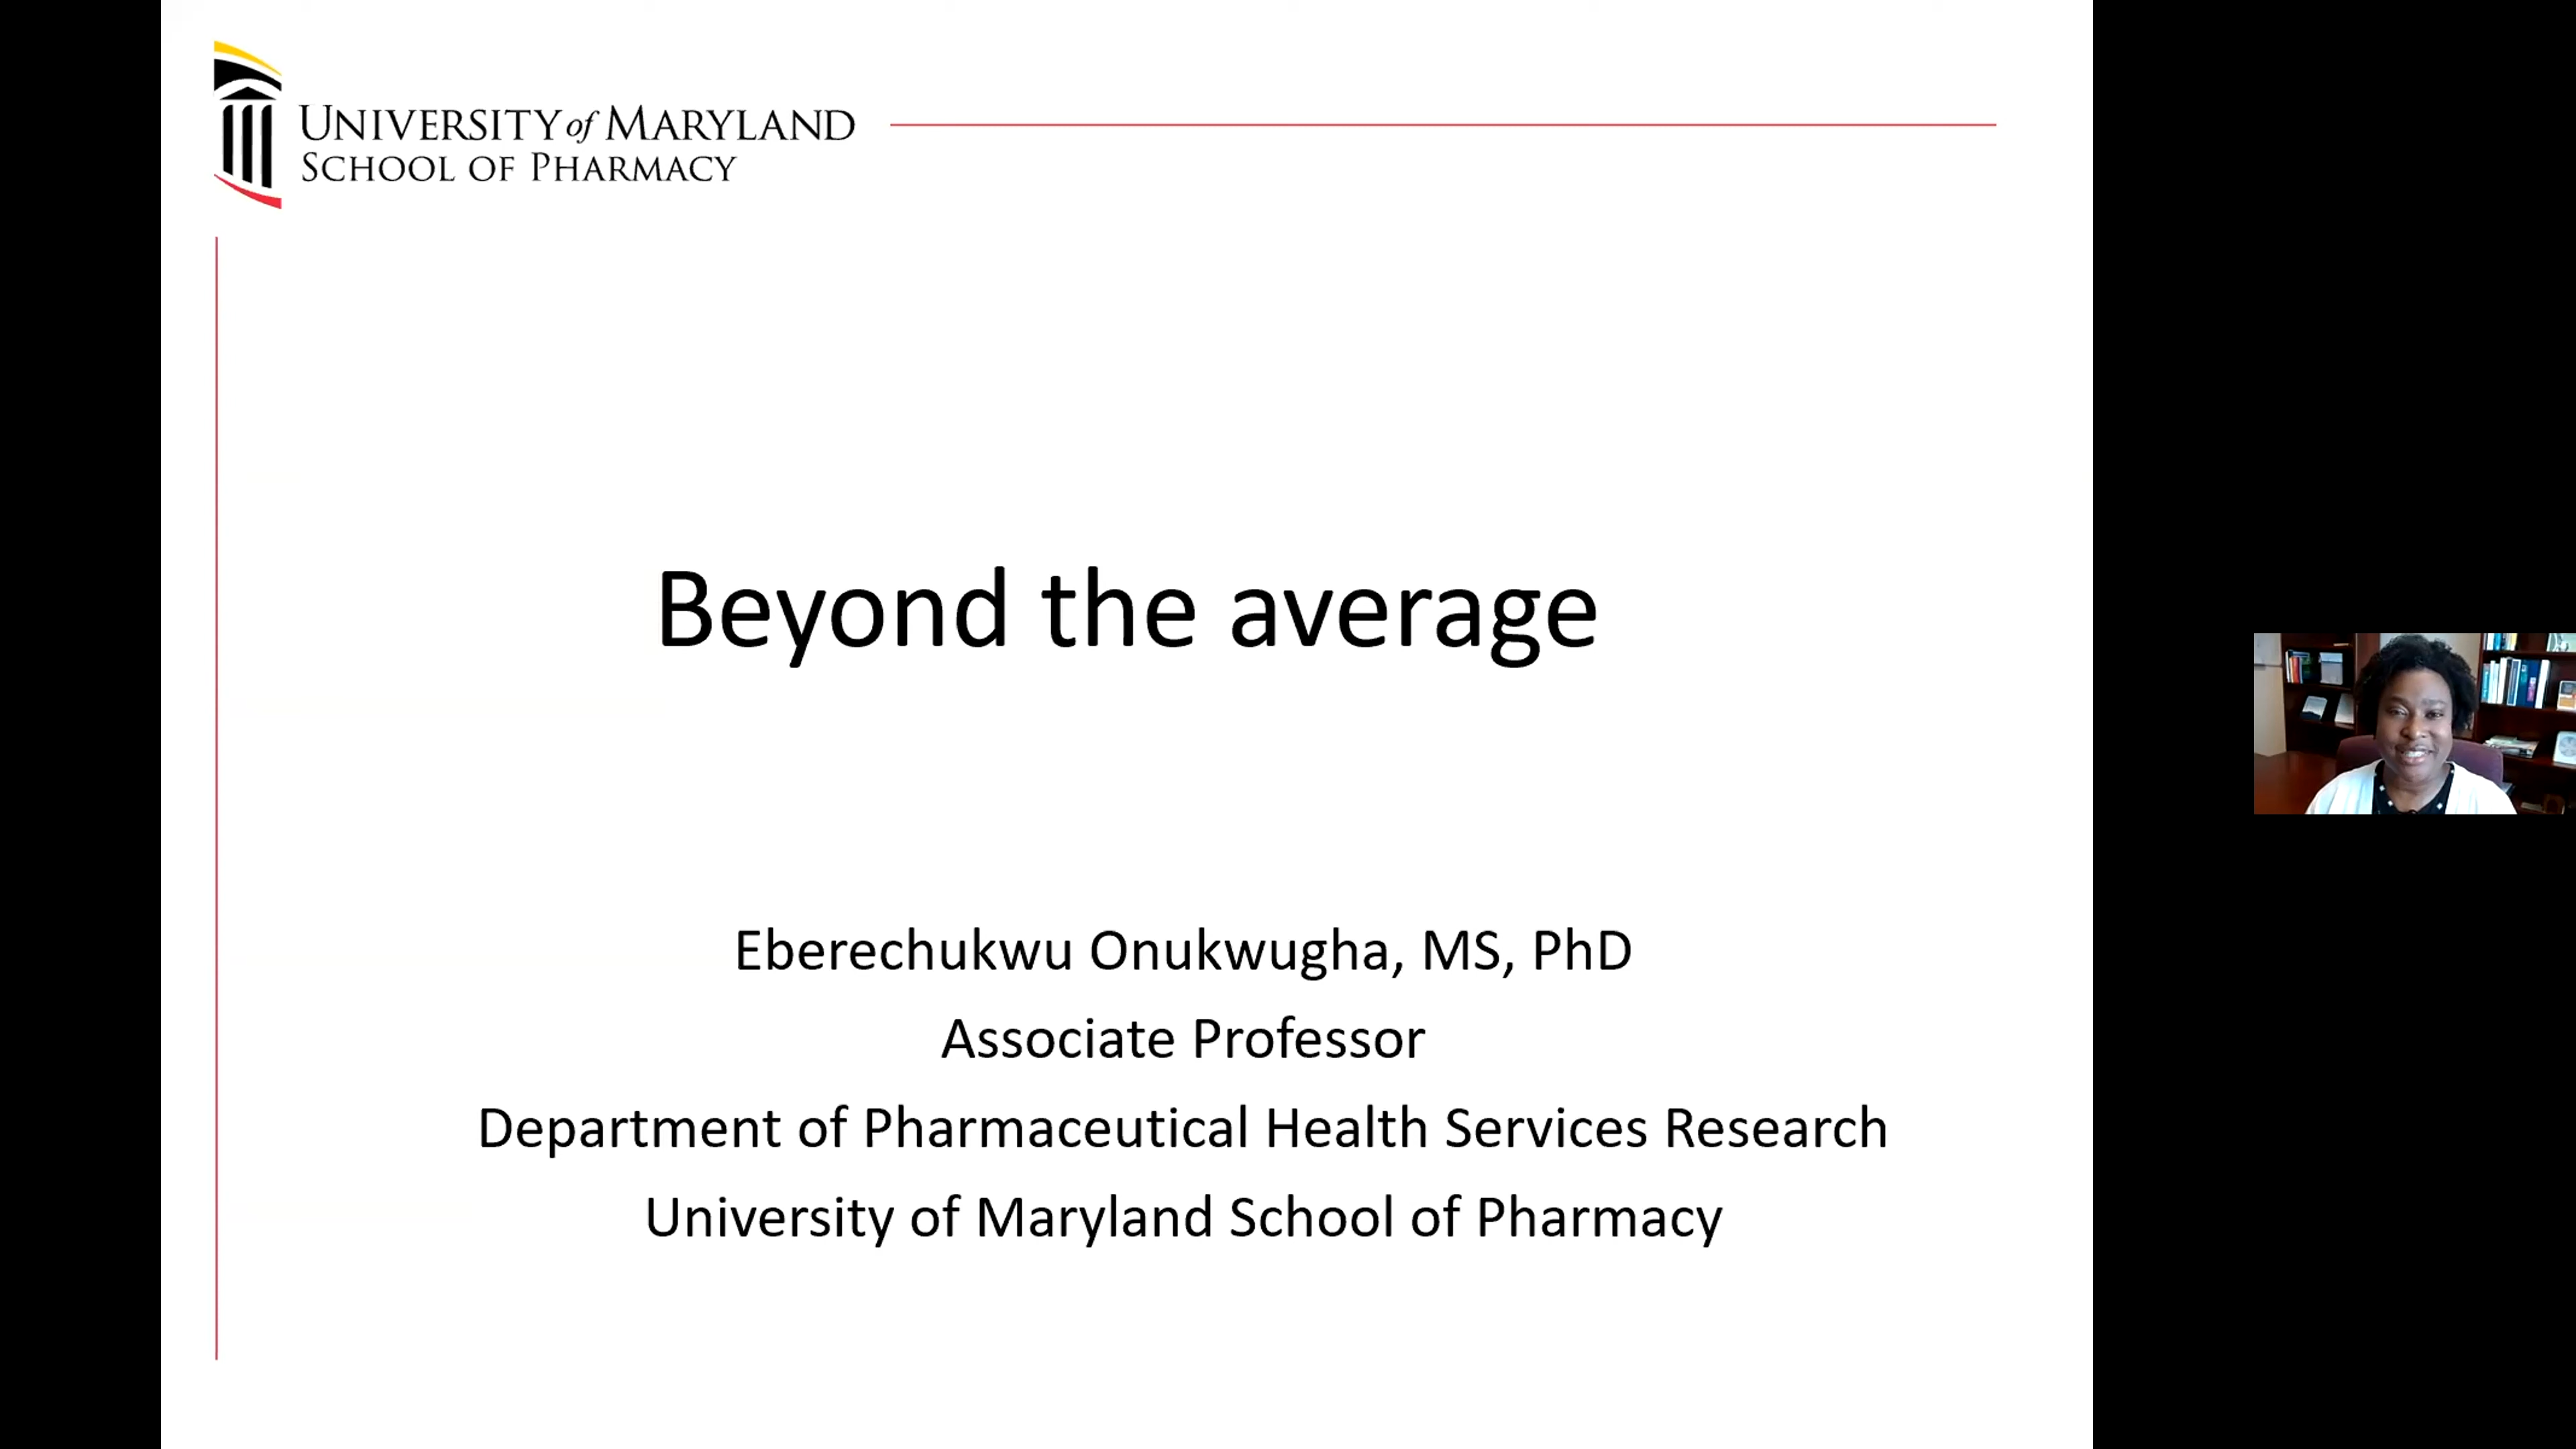 UNIVERSITY of MARYLAND
SCHOOL OF PHARMACY
Beyond the average
Eberechukwu Onukwugha, MS, PhD
Associate Professor
Department of Pharmaceutical Health Services Research
University of Maryland School of Pharmacy